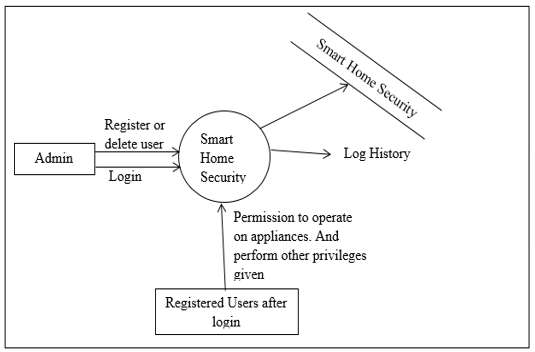 Smart Home Security
Register or
delete user
Admin
Login
Smart
Home
Security
Log History
Permission to operate
on appliances. And
perform other privileges
given
Registered Users after
login